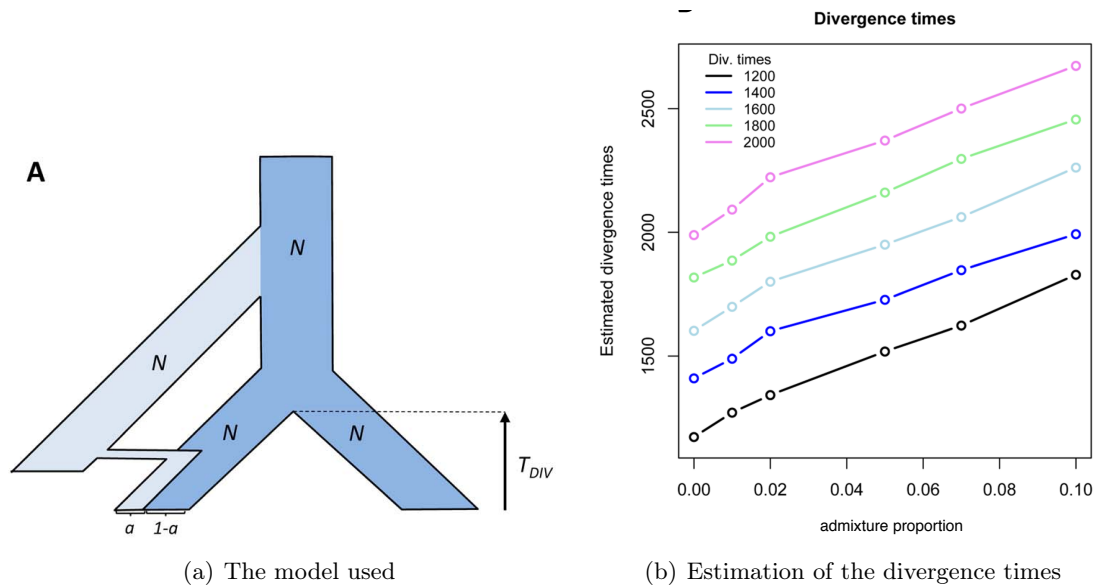 A
N
N
N
N
T_DIV
a 1-a
(a) The model used
Divergence times
Div. times
1200
1400
1600
1800
2000
Estimated divergence times
2500
2000
1500
0.00 0.02 0.04 0.06 0.08 0.10
admixture proportion
(b) Estimation of the divergence times